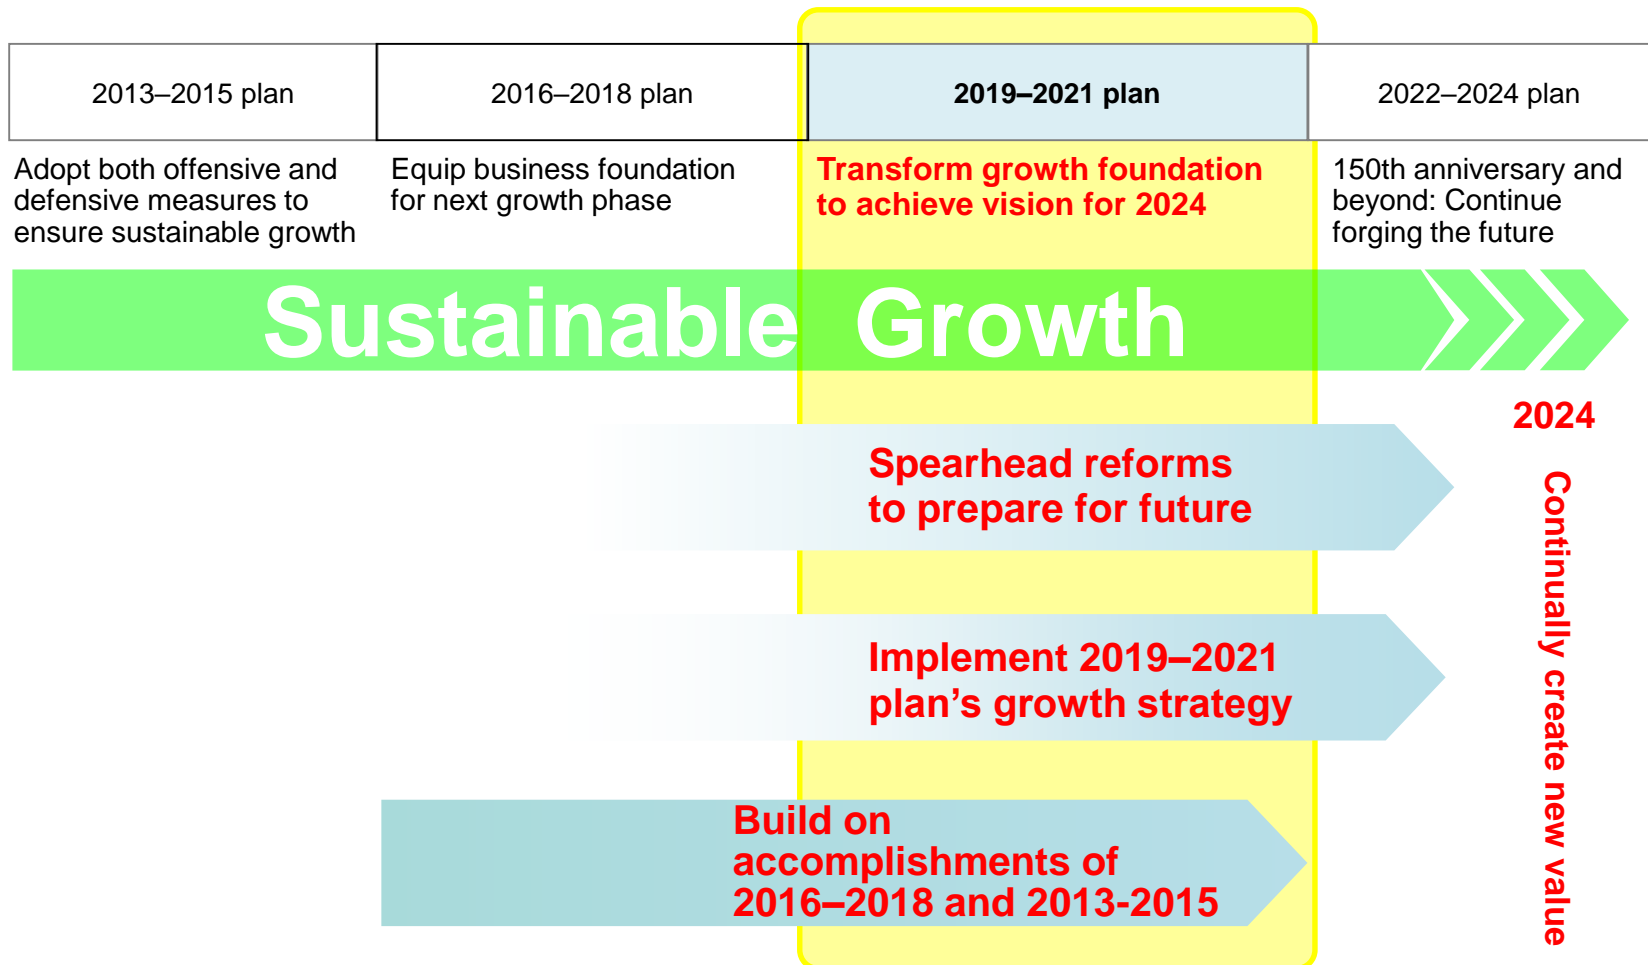 2013–2015 plan
2016–2018 plan
2019–2021 plan
2022–2024 plan
Adopt both offensive and
defensive measures to
ensure sustainable growth
Equip business foundation
for next growth phase
Transform growth foundation
to achieve vision for 2024
150th anniversary and
beyond: Continue
forging the future
Sustainable Growth
2024
Spearhead reforms
to prepare for future
Continually create new value
Implement 2019–2021
plan’s growth strategy
Build on
accomplishments of
2016–2018 and 2013-2015